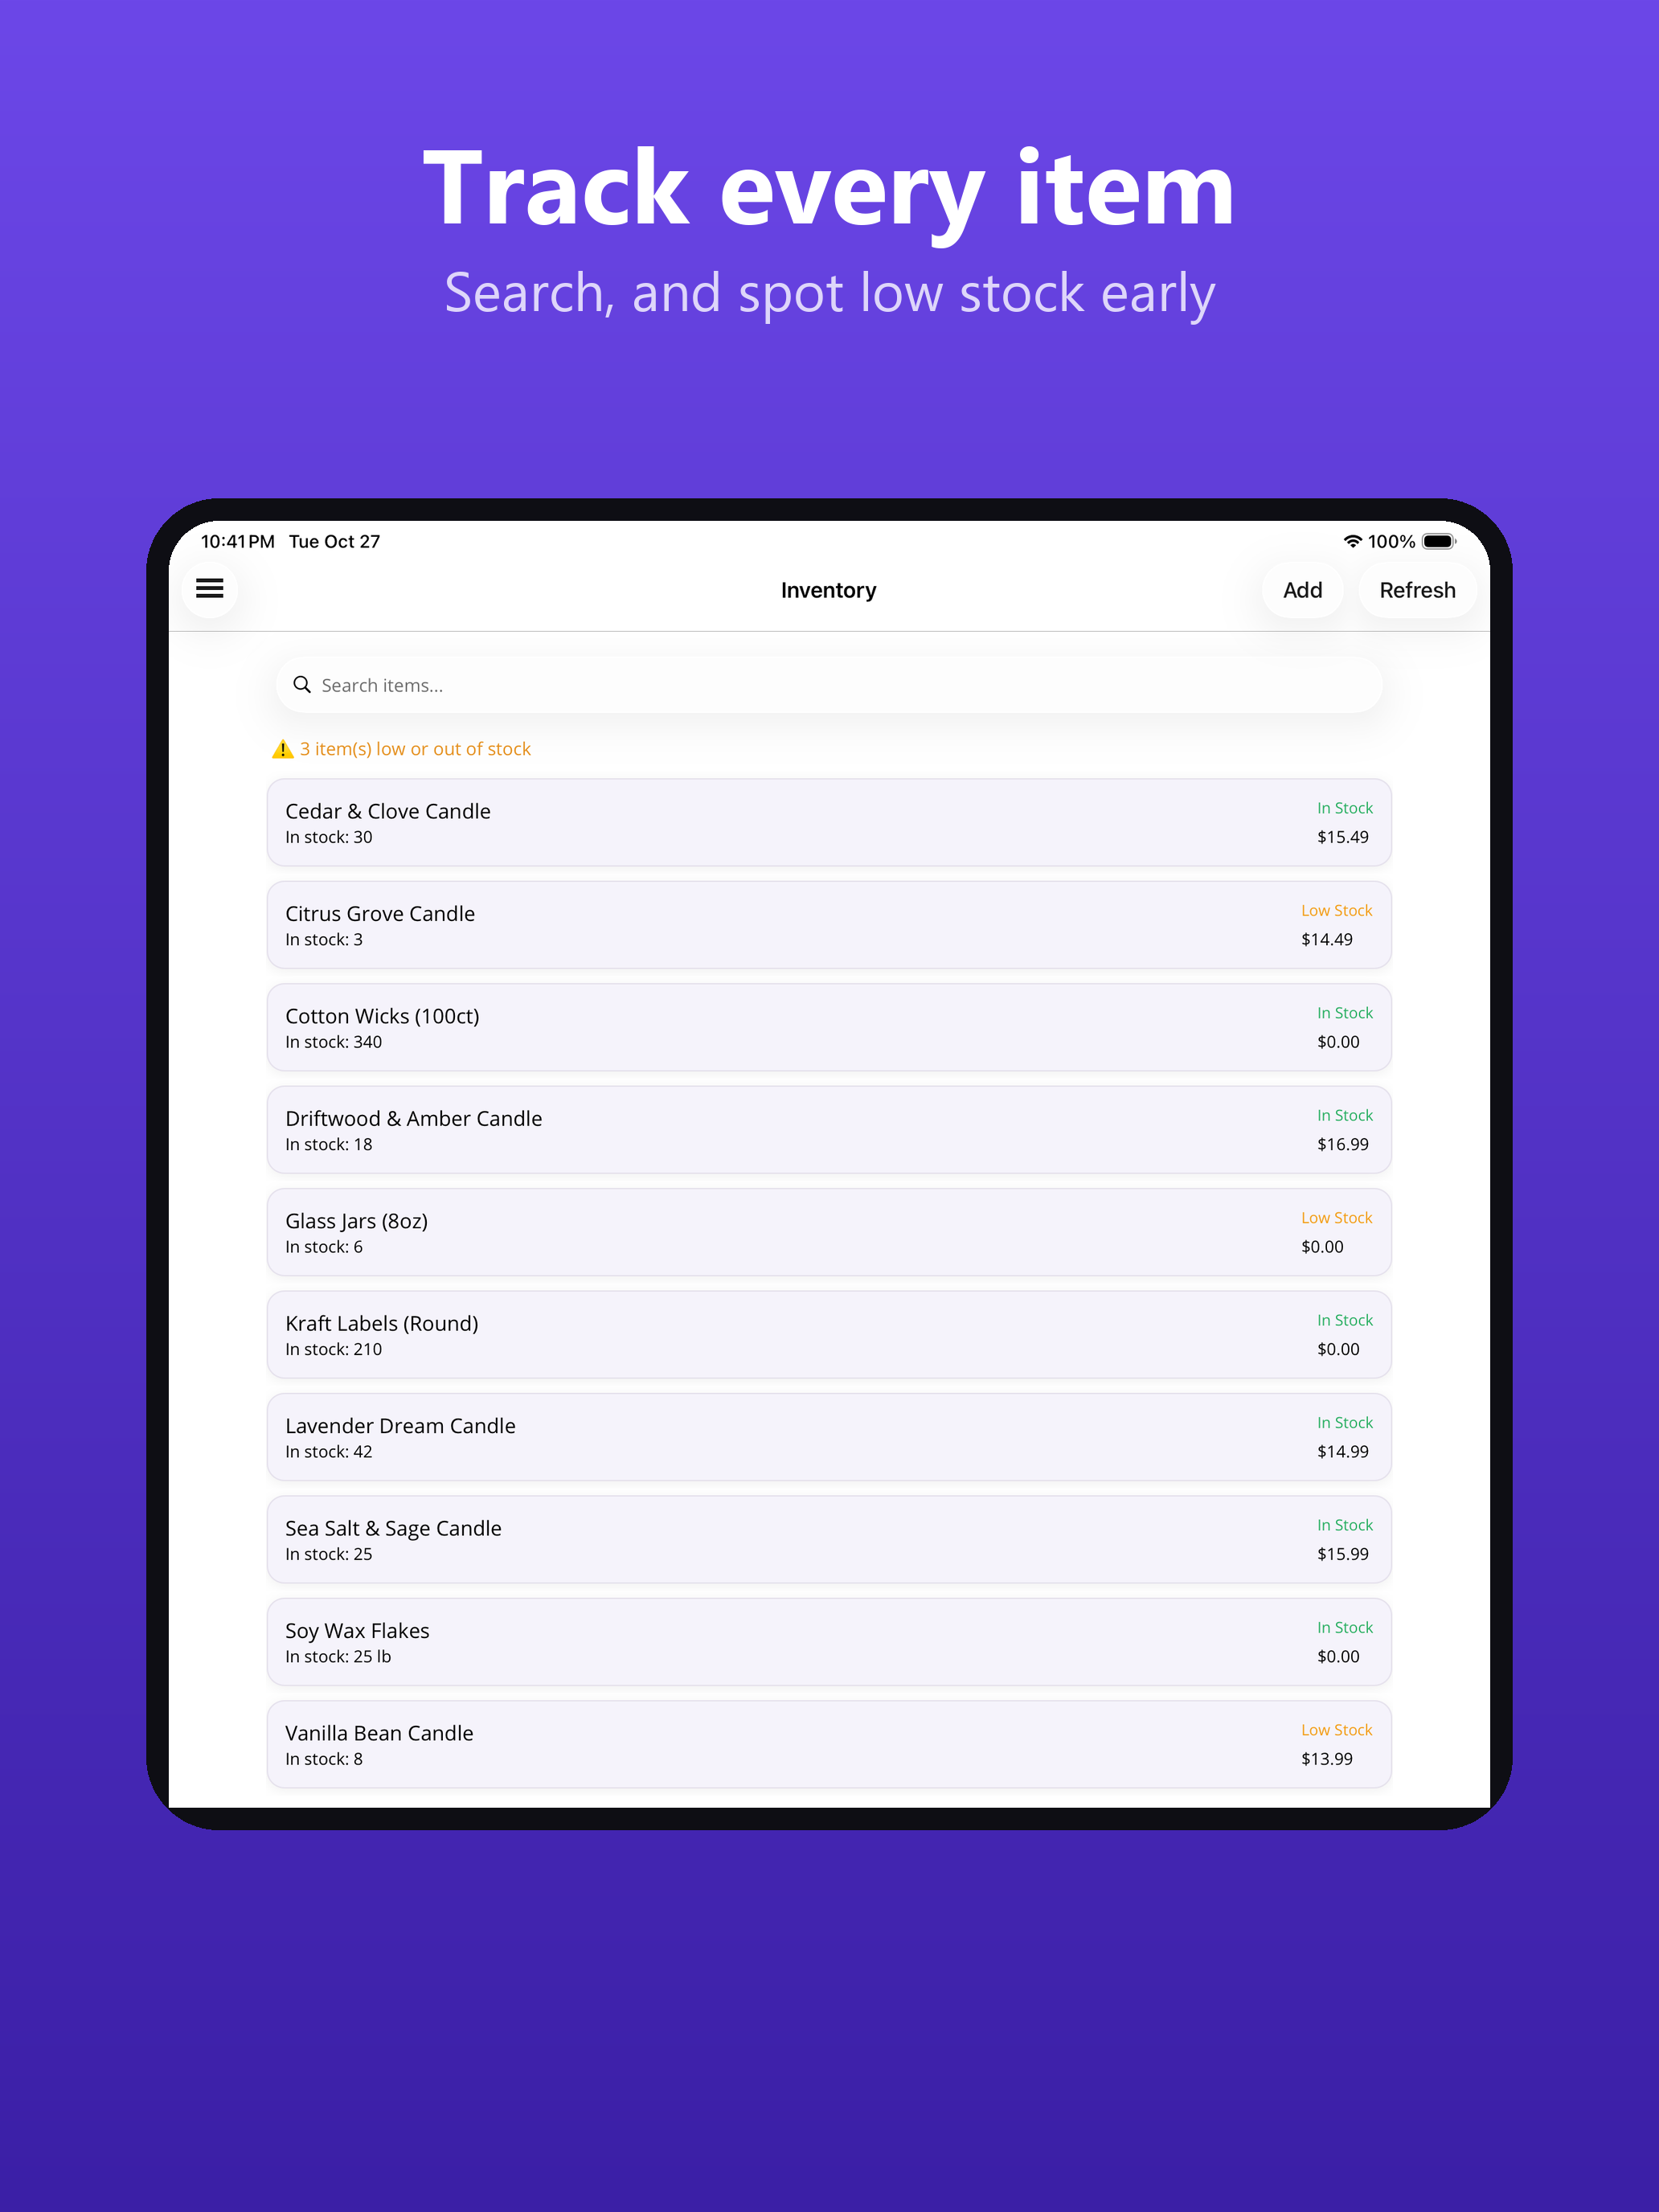 Track every item
Search, and spot low stock early
10:41 PM Tue Oct 27 100%
Inventory Add Refresh
Search items...
3 item(s) low or out of stock
Cedar & Clove Candle In Stock
In stock: 30 $15.49
Citrus Grove Candle Low Stock
In stock: 3 $14.49
Cotton Wicks (100ct) In Stock
In stock: 340 $0.00
Driftwood & Amber Candle In Stock
In stock: 18 $16.99
Glass Jars (8oz) Low Stock
In stock: 6 $0.00
Kraft Labels (Round) In Stock
In stock: 210 $0.00
Lavender Dream Candle In Stock
In stock: 42 $14.99
Sea Salt & Sage Candle In Stock
In stock: 25 $15.99
Soy Wax Flakes In Stock
In stock: 25 lb $0.00
Vanilla Bean Candle Low Stock
In stock: 8 $13.99